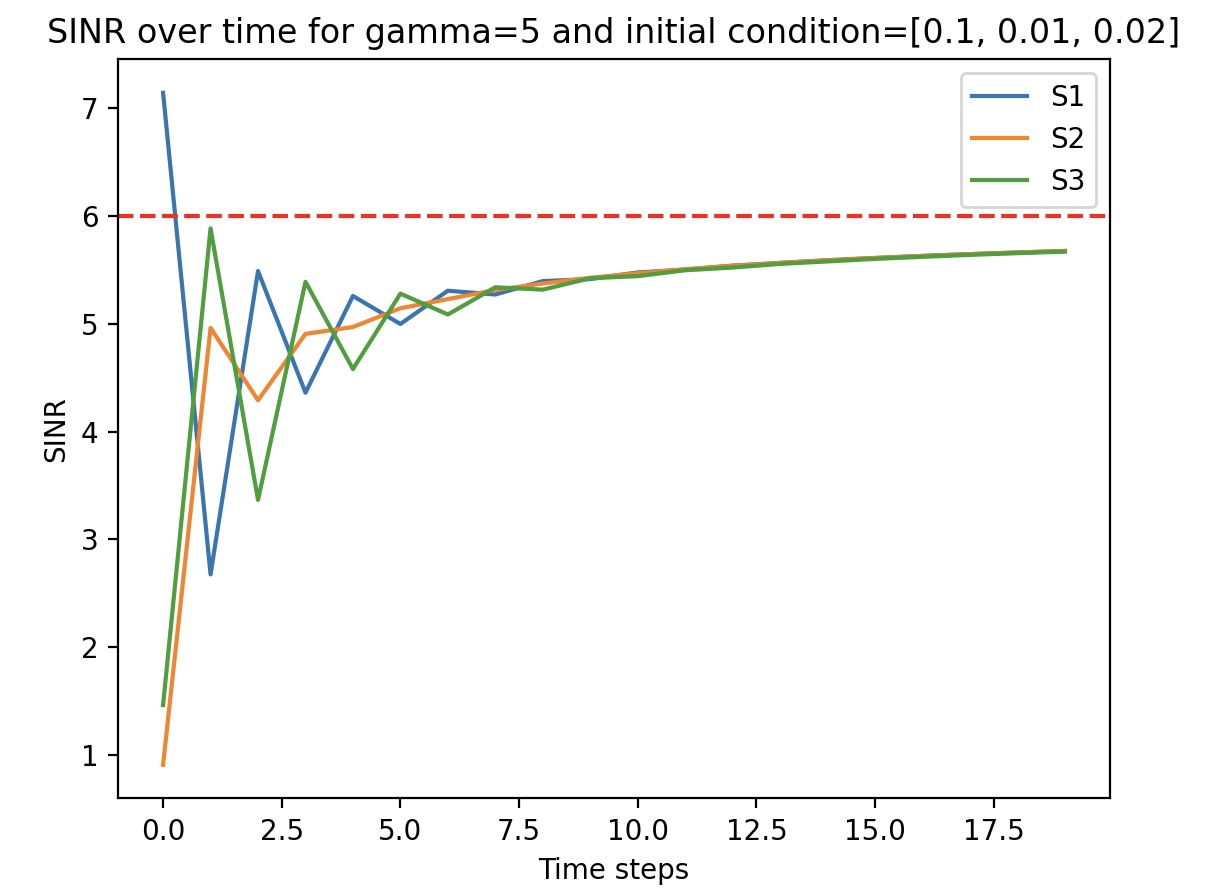 SINR over time for gamma=5 and initial condition=[0.1, 0.01, 0.02]
S1
S2
S3
7
6
5
4
3
2
1
SINR
0.0 2.5 5.0 7.5 10.0 12.5 15.0 17.5
Time steps